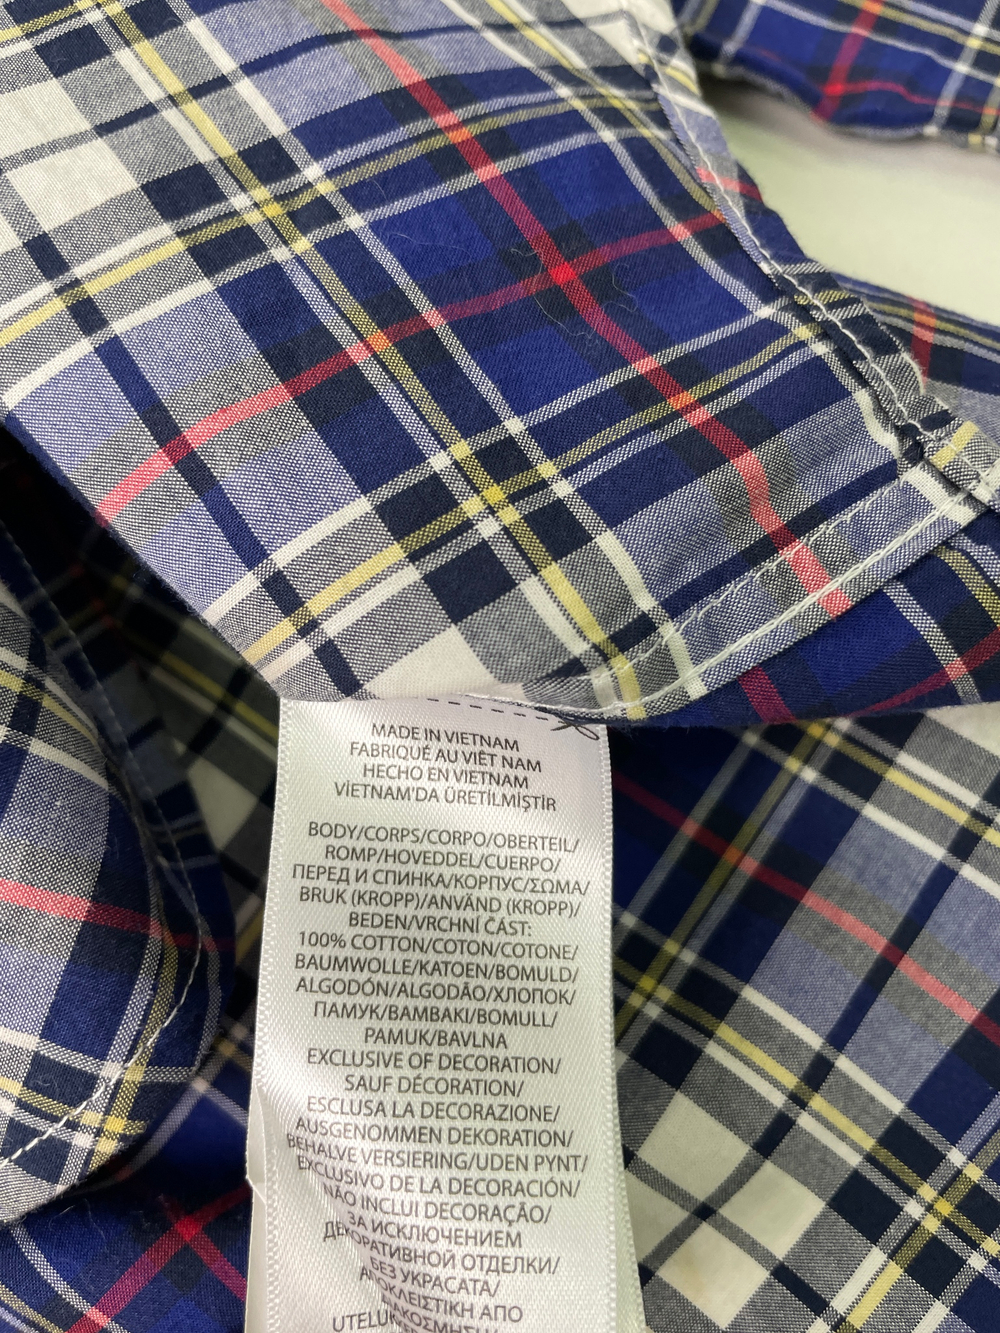 MADE IN VIETNAM
FABRIQUÉ AU VIÊT NAM
HECHO EN VIETNAM
VİETNAM'DA ÜRETİLMİŞTİR
BODY/CORPS/CORPO/OBERTEIL/
ROMP/HOVEDDEL/CUERPO/
ПЕРЕД И СПИНКА/КОРПУС/ΣΩΜΑ/
BRUK (KROPP)/ANVÄND (KROPP)/
BEDEN/VRCHNÍ ČÁST:
100% COTTON/COTON/COTONE/
BAUMWOLLE/KATOEN/BOMULD/
ALGODÓN/ALGODÃO/ХЛОПОК/
ПАМУК/ΒΑΜΒΑΚΙ/BOMULL/
PAMUK/BAVLNA
EXCLUSIVE OF DECORATION/
SAUF DÉCORATION/
ESCLUSA LA DECORAZIONE/
AUSGENOMMEN DEKORATION/
BEHALVE VERSIERING/UDEN PYNT/
EXCLUSIVO DE LA DECORACIÓN/
NÃO INCLUI DECORAÇÃO/
ЗА ИСКЛЮЧЕНИЕМ
ДЕКОРАТИВНОЙ ОТДЕЛКИ/
БЕЗ УКРАСАТА/
ΑΠΟ